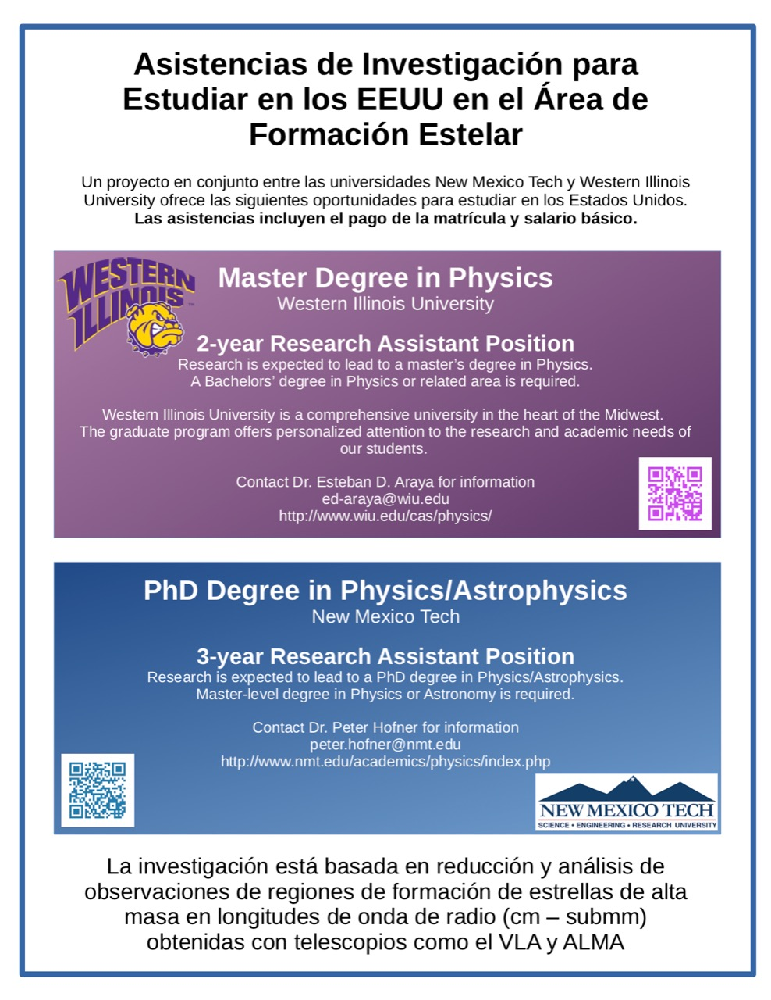 Asistencias de Investigación para
Estudiar en los EEUU en el Área de
Formación Estelar
Un proyecto en conjunto entre las universidades New Mexico Tech y Western Illinois
University ofrece las siguientes oportunidades para estudiar en los Estados Unidos.
Las asistencias incluyen el pago de la matrícula y salario básico.
WESTERN
ILLINOIS
TM
Master Degree in Physics
Western Illinois University
2-year Research Assistant Position
Research is expected to lead to a master’s degree in Physics.
A Bachelors’ degree in Physics or related area is required.
Western Illinois University is a comprehensive university in the heart of the Midwest.
The graduate program offers personalized attention to the research and academic needs of
our students.
Contact Dr. Esteban D. Araya for information
ed-araya@wiu.edu
http://www.wiu.edu/cas/physics/
PhD Degree in Physics/Astrophysics
New Mexico Tech
3-year Research Assistant Position
Research is expected to lead to a PhD degree in Physics/Astrophysics.
Master-level degree in Physics or Astronomy is required.
Contact Dr. Peter Hofner for information
peter.hofner@nmt.edu
http://www.nmt.edu/academics/physics/index.php
NEW MEXICO TECH
SCIENCE • ENGINEERING • RESEARCH UNIVERSITY
La investigación está basada en reducción y análisis de
observaciones de regiones de formación de estrellas de alta
masa en longitudes de onda de radio (cm – submm)
obtenidas con telescopios como el VLA y ALMA